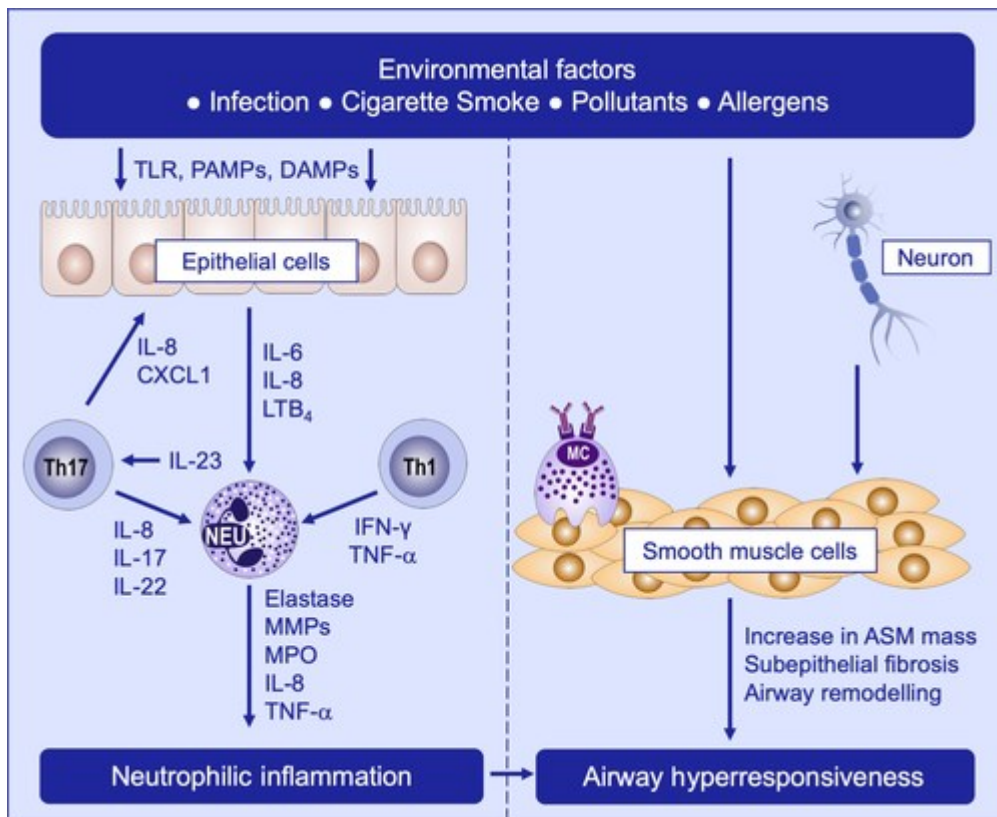 Environmental factors
● Infection ● Cigarette Smoke ● Pollutants ● Allergens
TLR, PAMPs, DAMPs
Epithelial cells
IL-8
CXCL1
IL-6
IL-8
LTB₄
Th17
IL-23
Th1
NEU
IL-8
IL-17
IL-22
IFN-γ
TNF-α
Elastase
MMPs
MPO
IL-8
TNF-α
Neutrophilic inflammation
Neuron
MC
Smooth muscle cells
Increase in ASM mass
Subepithelial fibrosis
Airway remodelling
Airway hyperresponsiveness